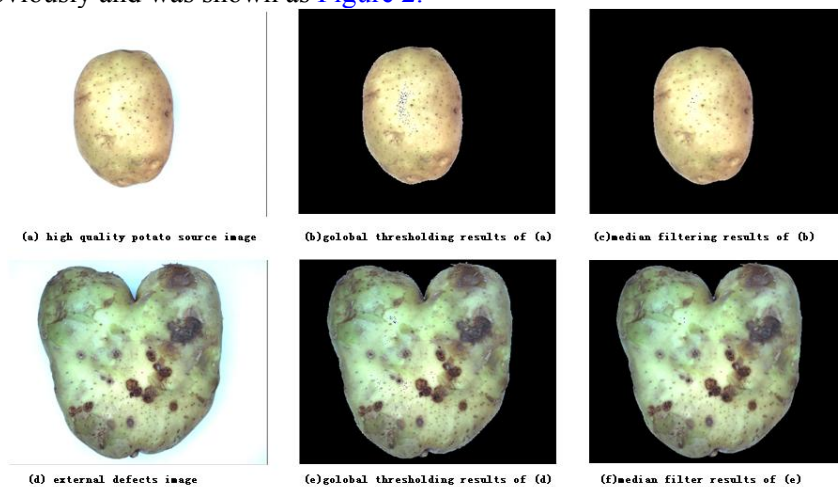 viously and was shown as Figure 2.
(a) high quality potato source image
(b)golobal thresholding results of (a)
(c)median filtering results of (b)
(d) external defects image
(e)golobal thresholding results of (d)
(f)median filter results of (e)